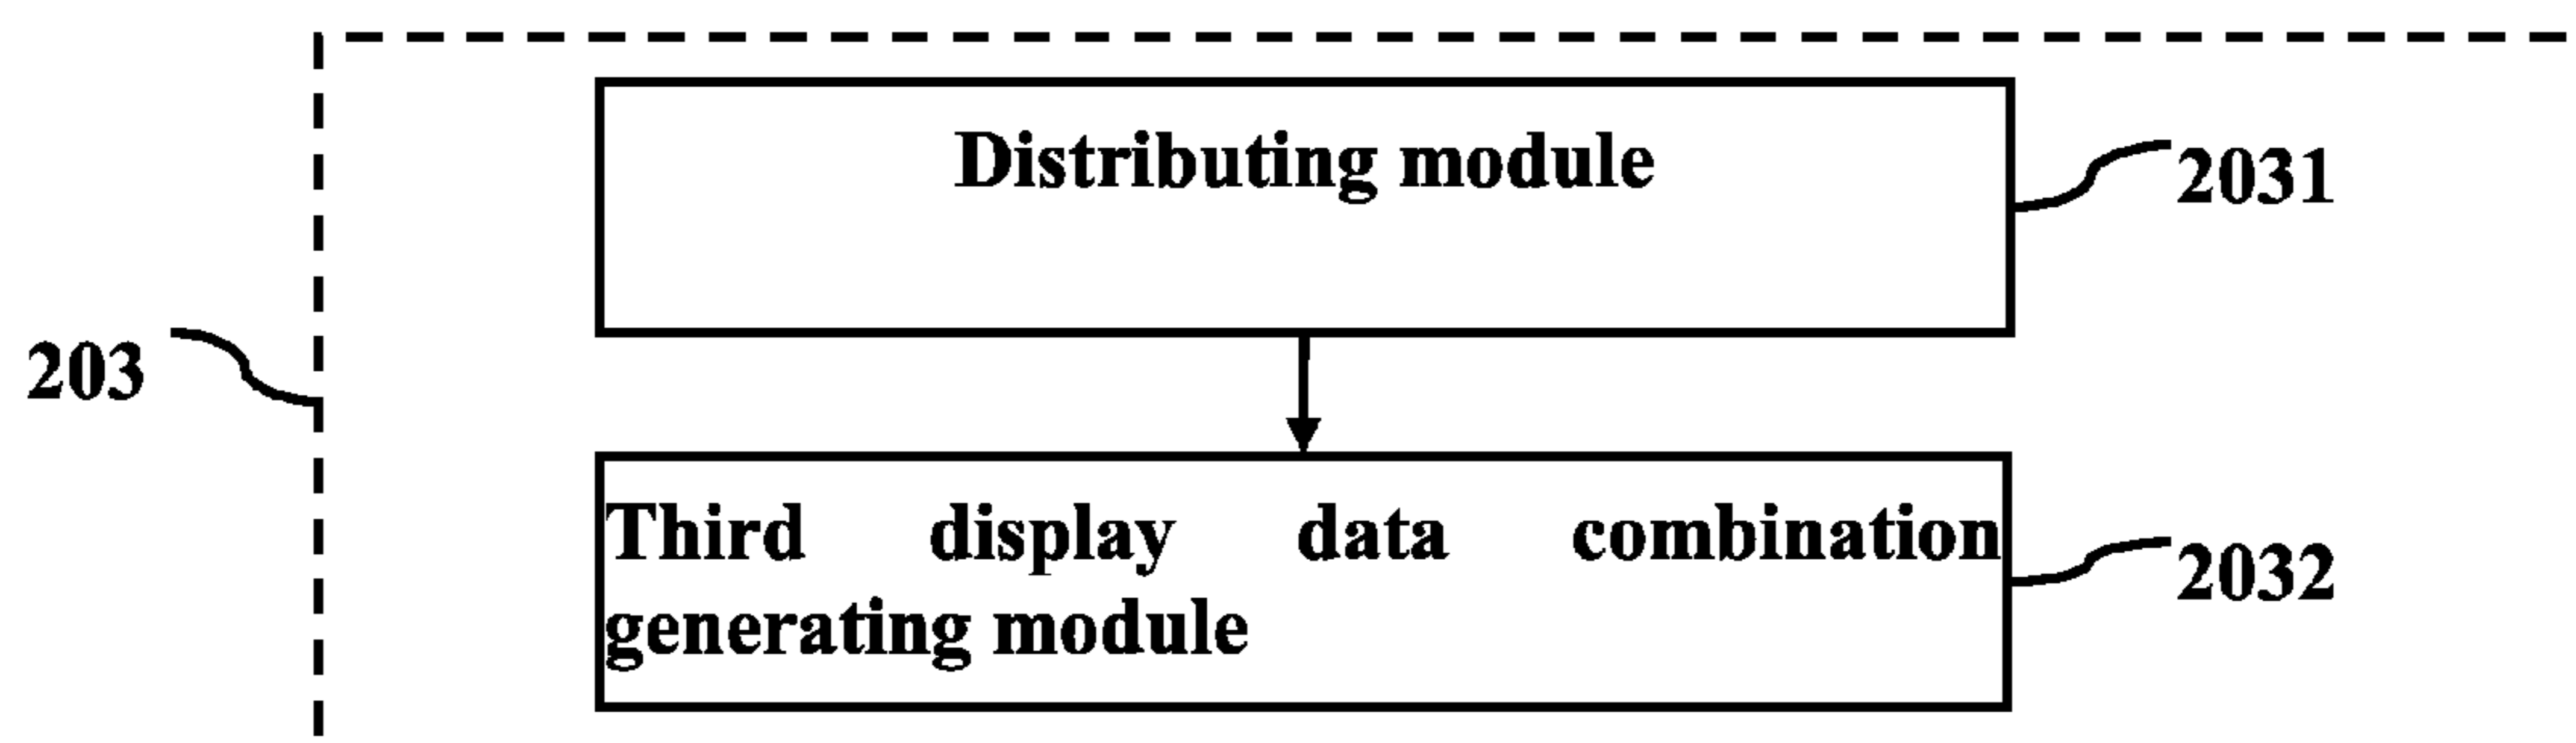 Distributing module
2031
203
Third display data combination
generating module
2032